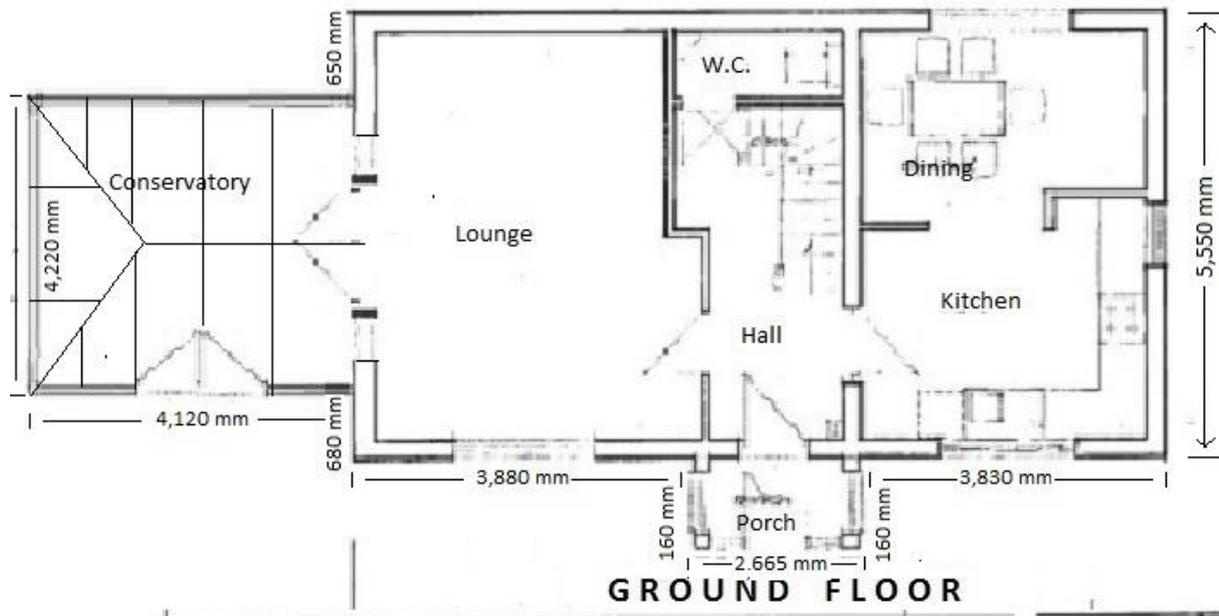 650 mm
W.C.
Conservatory
Dining
4,220 mm
Lounge
5,550 mm
Kitchen
Hall
4,120 mm
680 mm
3,880 mm
3,830 mm
160 mm
Porch
160 mm
2.665 mm
GROUND FLOOR